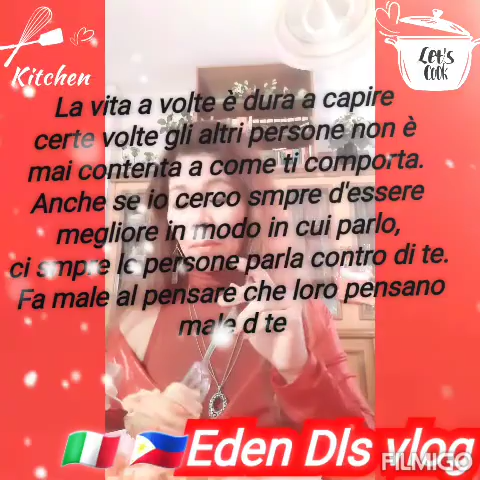 Kitchen
Let's
Cook
La vita a volte è dura a capire
certe volte gli altri persone non è
mai contenta a come ti comporta.
Anche se io cerco smpre d'essere
megliore in modo in cui parlo,
ci smpre le persone parla contro di te.
Fa male al pensare che loro pensano
male d te
Eden Dls vlog
FILMIGO